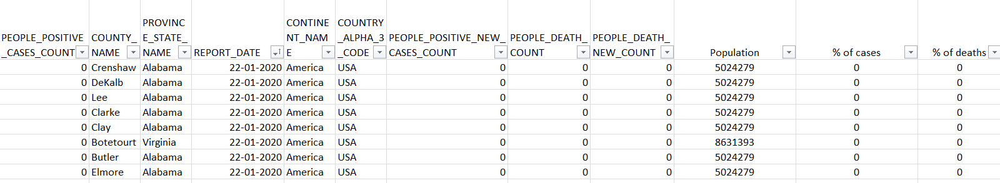 PROVINC CONTINE COUNTRY
PEOPLE_POSITIVE COUNTY_ E_STATE_ NT_NAM _ALPHA_3 PEOPLE_POSITIVE_NEW_ PEOPLE_DEATH_ PEOPLE_DEATH_
_CASES_COUNT NAME NAME REPORT_DATE E _CODE CASES_COUNT COUNT NEW_COUNT Population % of cases % of deaths
0 Crenshaw Alabama 22-01-2020 America USA 0 0 0 5024279 0 0
0 DeKalb Alabama 22-01-2020 America USA 0 0 0 5024279 0 0
0 Lee Alabama 22-01-2020 America USA 0 0 0 5024279 0 0
0 Clarke Alabama 22-01-2020 America USA 0 0 0 5024279 0 0
0 Clay Alabama 22-01-2020 America USA 0 0 0 5024279 0 0
0 Botetourt Virginia 22-01-2020 America USA 0 0 0 8631393 0 0
0 Butler Alabama 22-01-2020 America USA 0 0 0 5024279 0 0
0 Elmore Alabama 22-01-2020 America USA 0 0 0 5024279 0 0